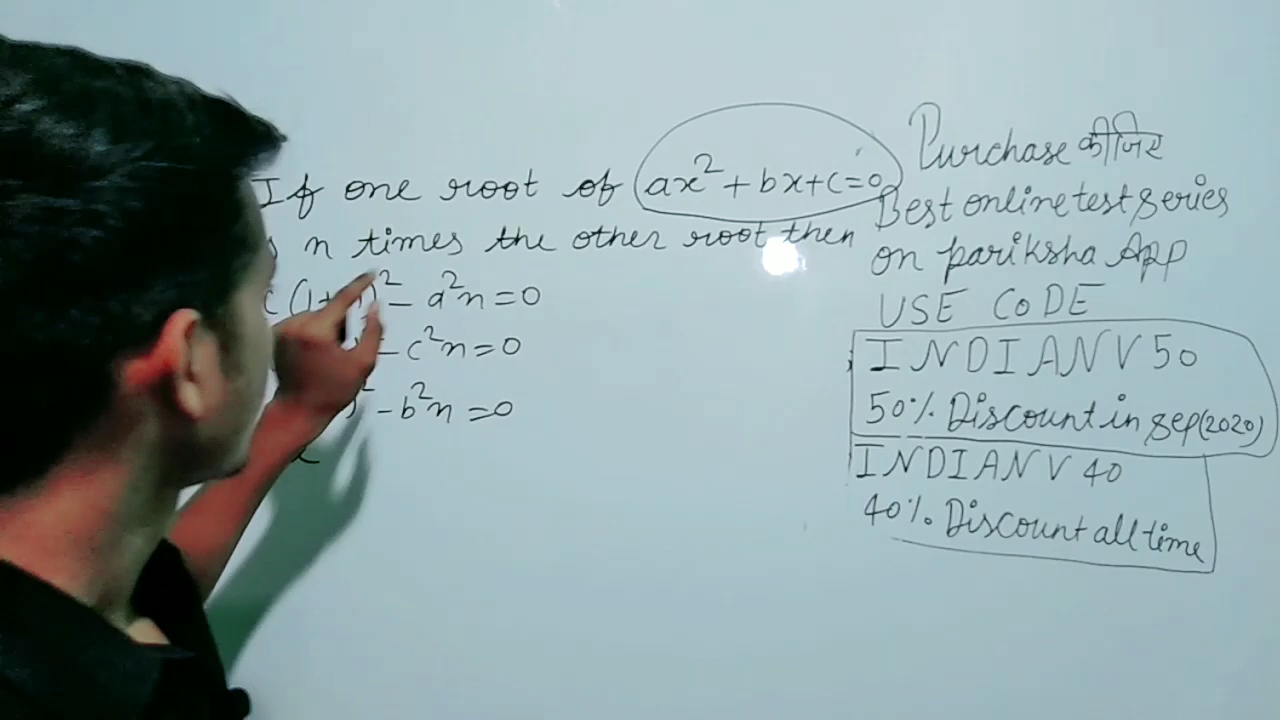 If one root of ax² + bx + c = 0
n times the other root then
c (1+n)² - a²n = 0
- c²n = 0
² - b²n = 0
Purchase कीजिए
Best online test series
on pariksha App
USE CODE
INDIANV50
50% Discount in sep(2020)
INDIANV40
40% Discount all time